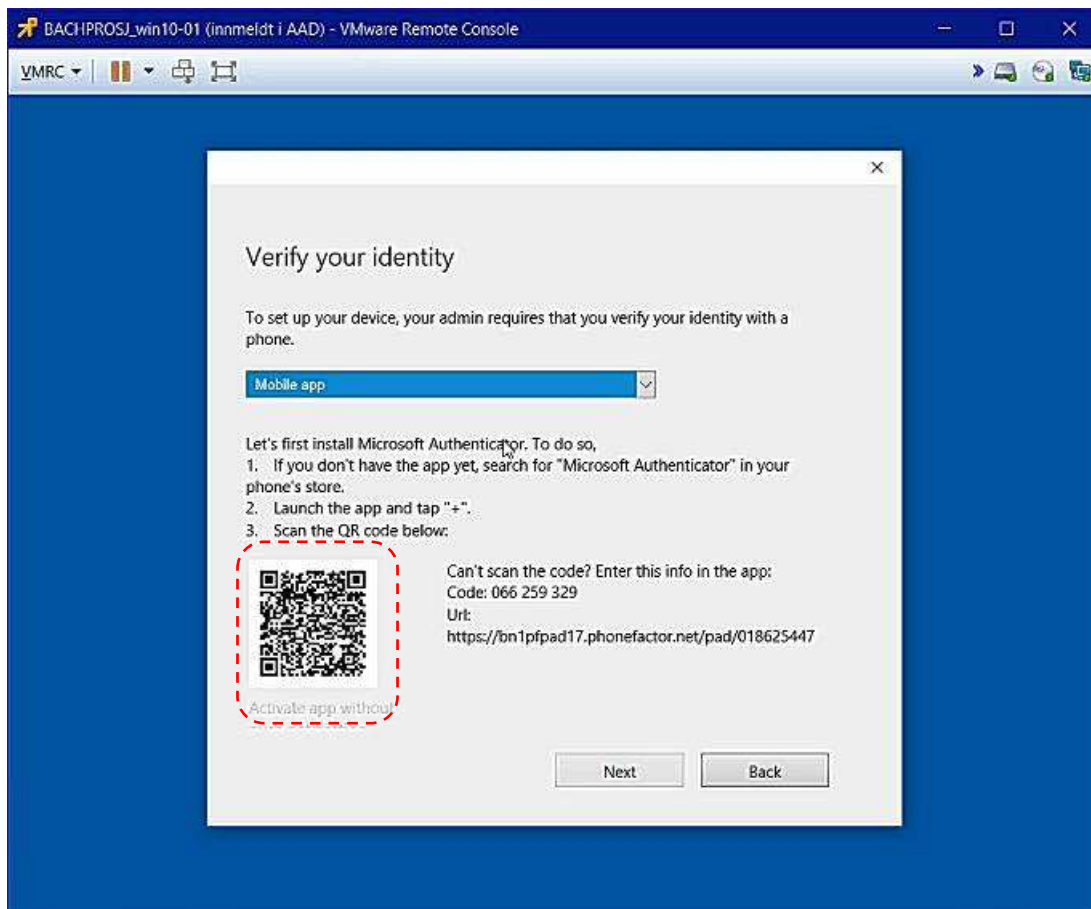 BACHPROSJ_win10-01 (innmeldt i AAD) - VMware Remote Console
VMRC
Verify your identity
To set up your device, your admin requires that you verify your identity with a
phone.
Mobile app
Let's first install Microsoft Authenticator. To do so,
1. If you don't have the app yet, search for "Microsoft Authenticator" in your
phone's store.
2. Launch the app and tap "+".
3. Scan the QR code below:
Can't scan the code? Enter this info in the app:
Code: 066 259 329
Url:
https://bn1pfpad17.phonefactor.net/pad/018625447
Activate app without
Next
Back